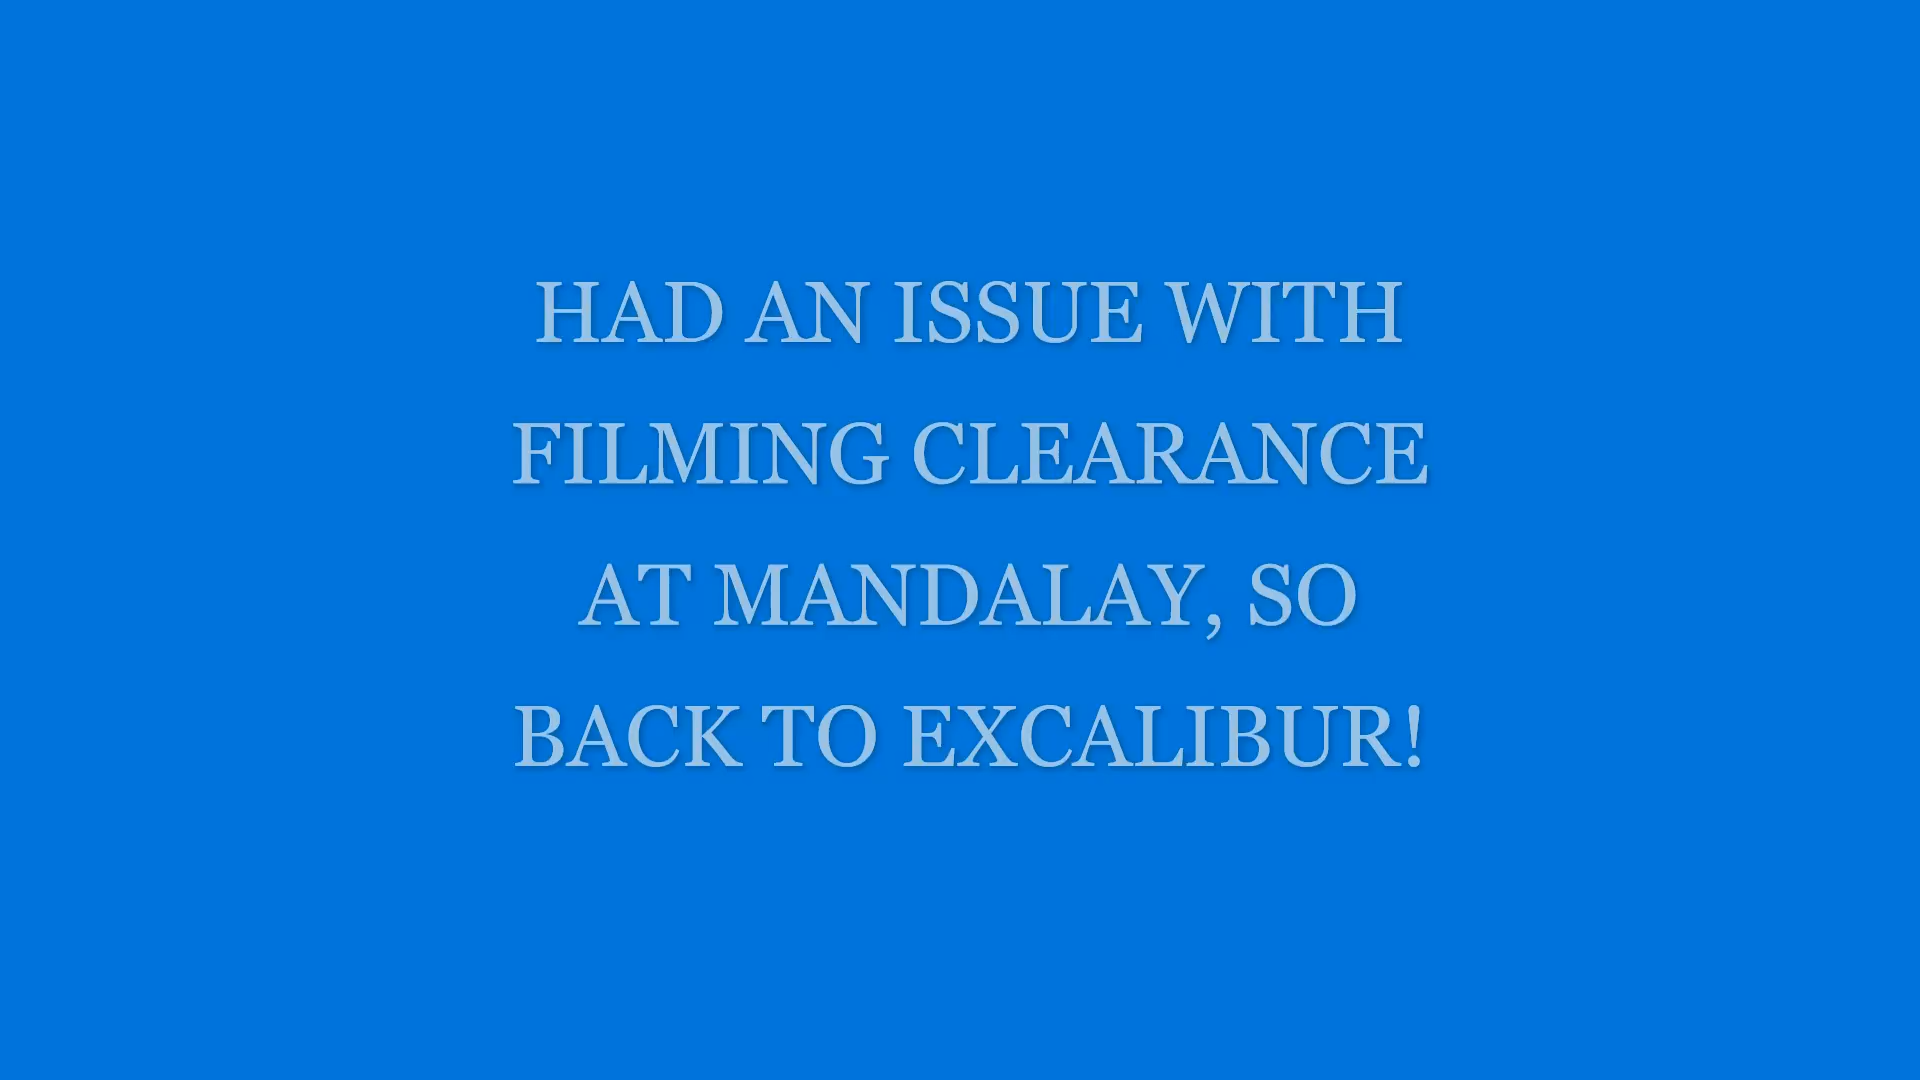 HAD AN ISSUE WITH
FILMING CLEARANCE
AT MANDALAY, SO
BACK TO EXCALIBUR!